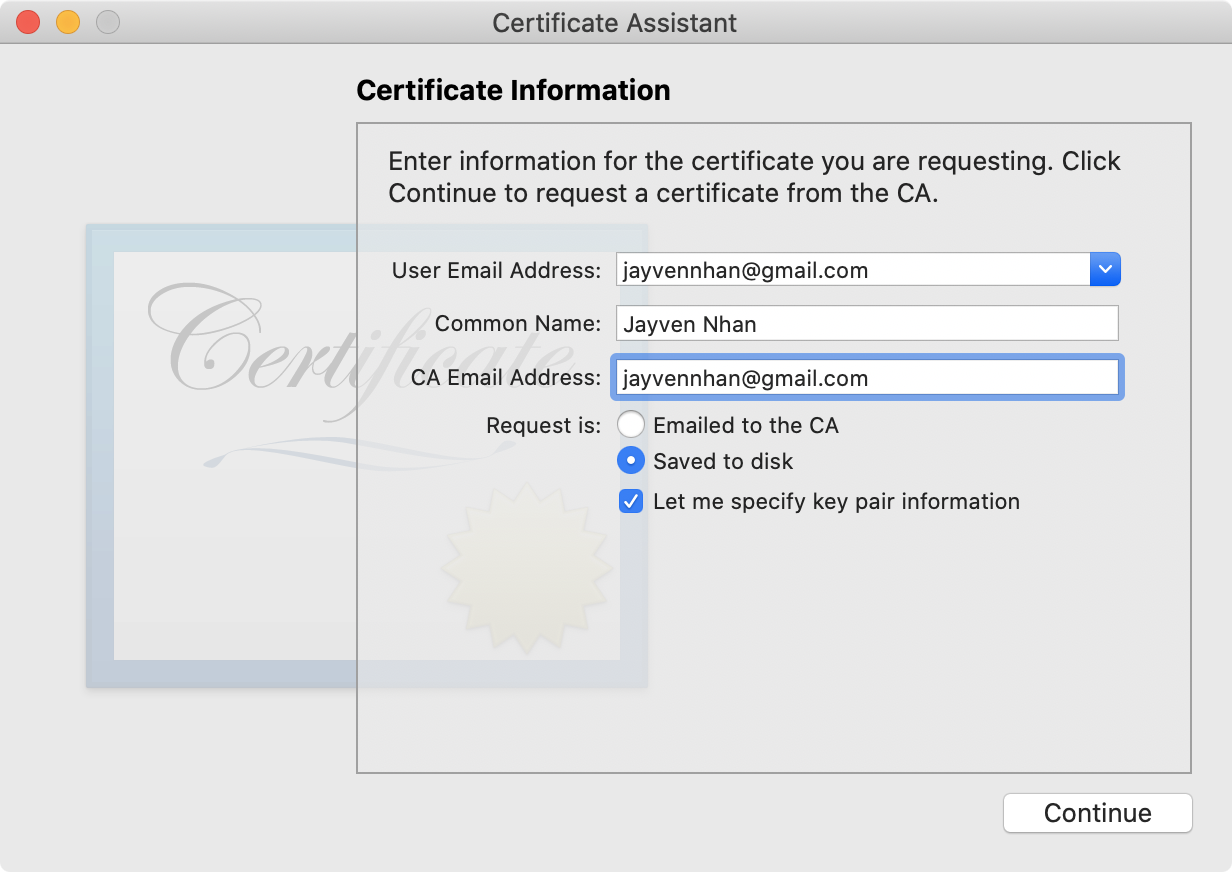 Certificate Assistant
Certificate Information
Enter information for the certificate you are requesting. Click
Continue to request a certificate from the CA.
Certificate
User Email Address: jayvennhan@gmail.com
Common Name: Jayven Nhan
CA Email Address: jayvennhan@gmail.com
Request is: Emailed to the CA
Saved to disk
Let me specify key pair information
Continue